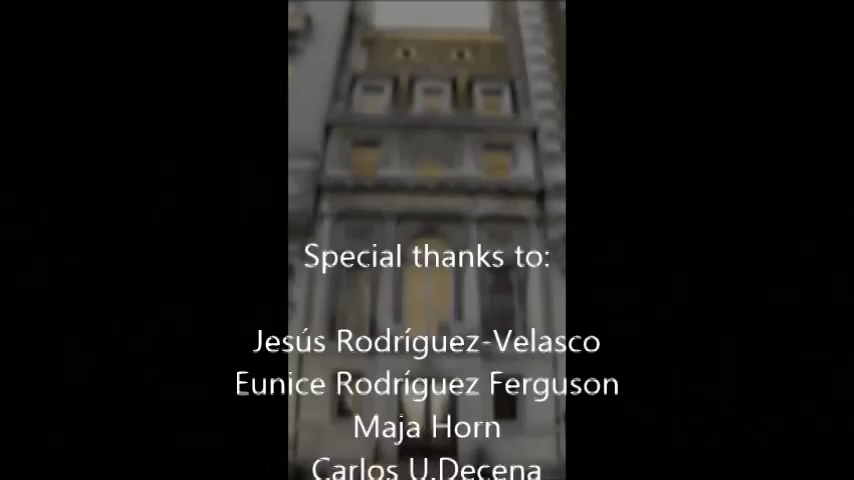 Special thanks to:
Jesús Rodríguez-Velasco
Eunice Rodríguez Ferguson
Maja Horn
Carlos U.Decena